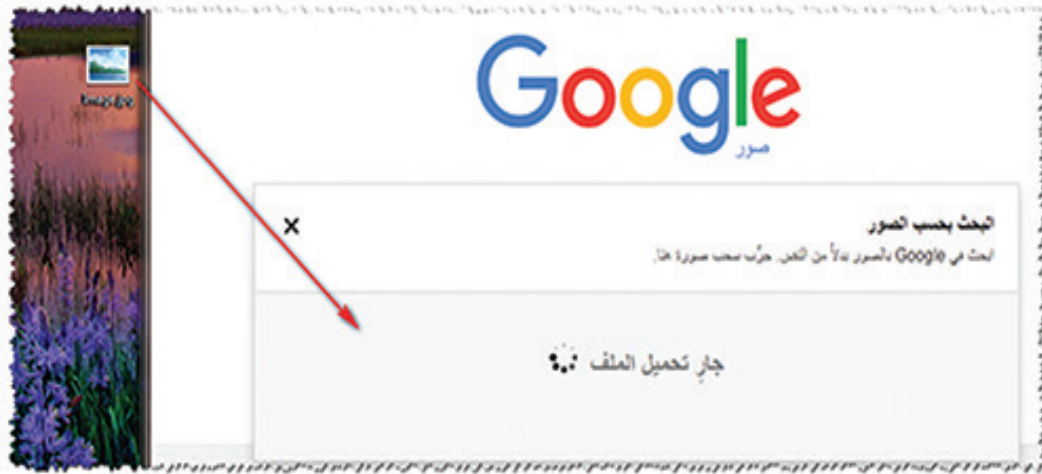 Google
صور
البحث بحسب الصور
ابحث في Google بالصور بدلاً من النص. جرِّب سحب صورة هنا.
جارٍ تحميل الملف